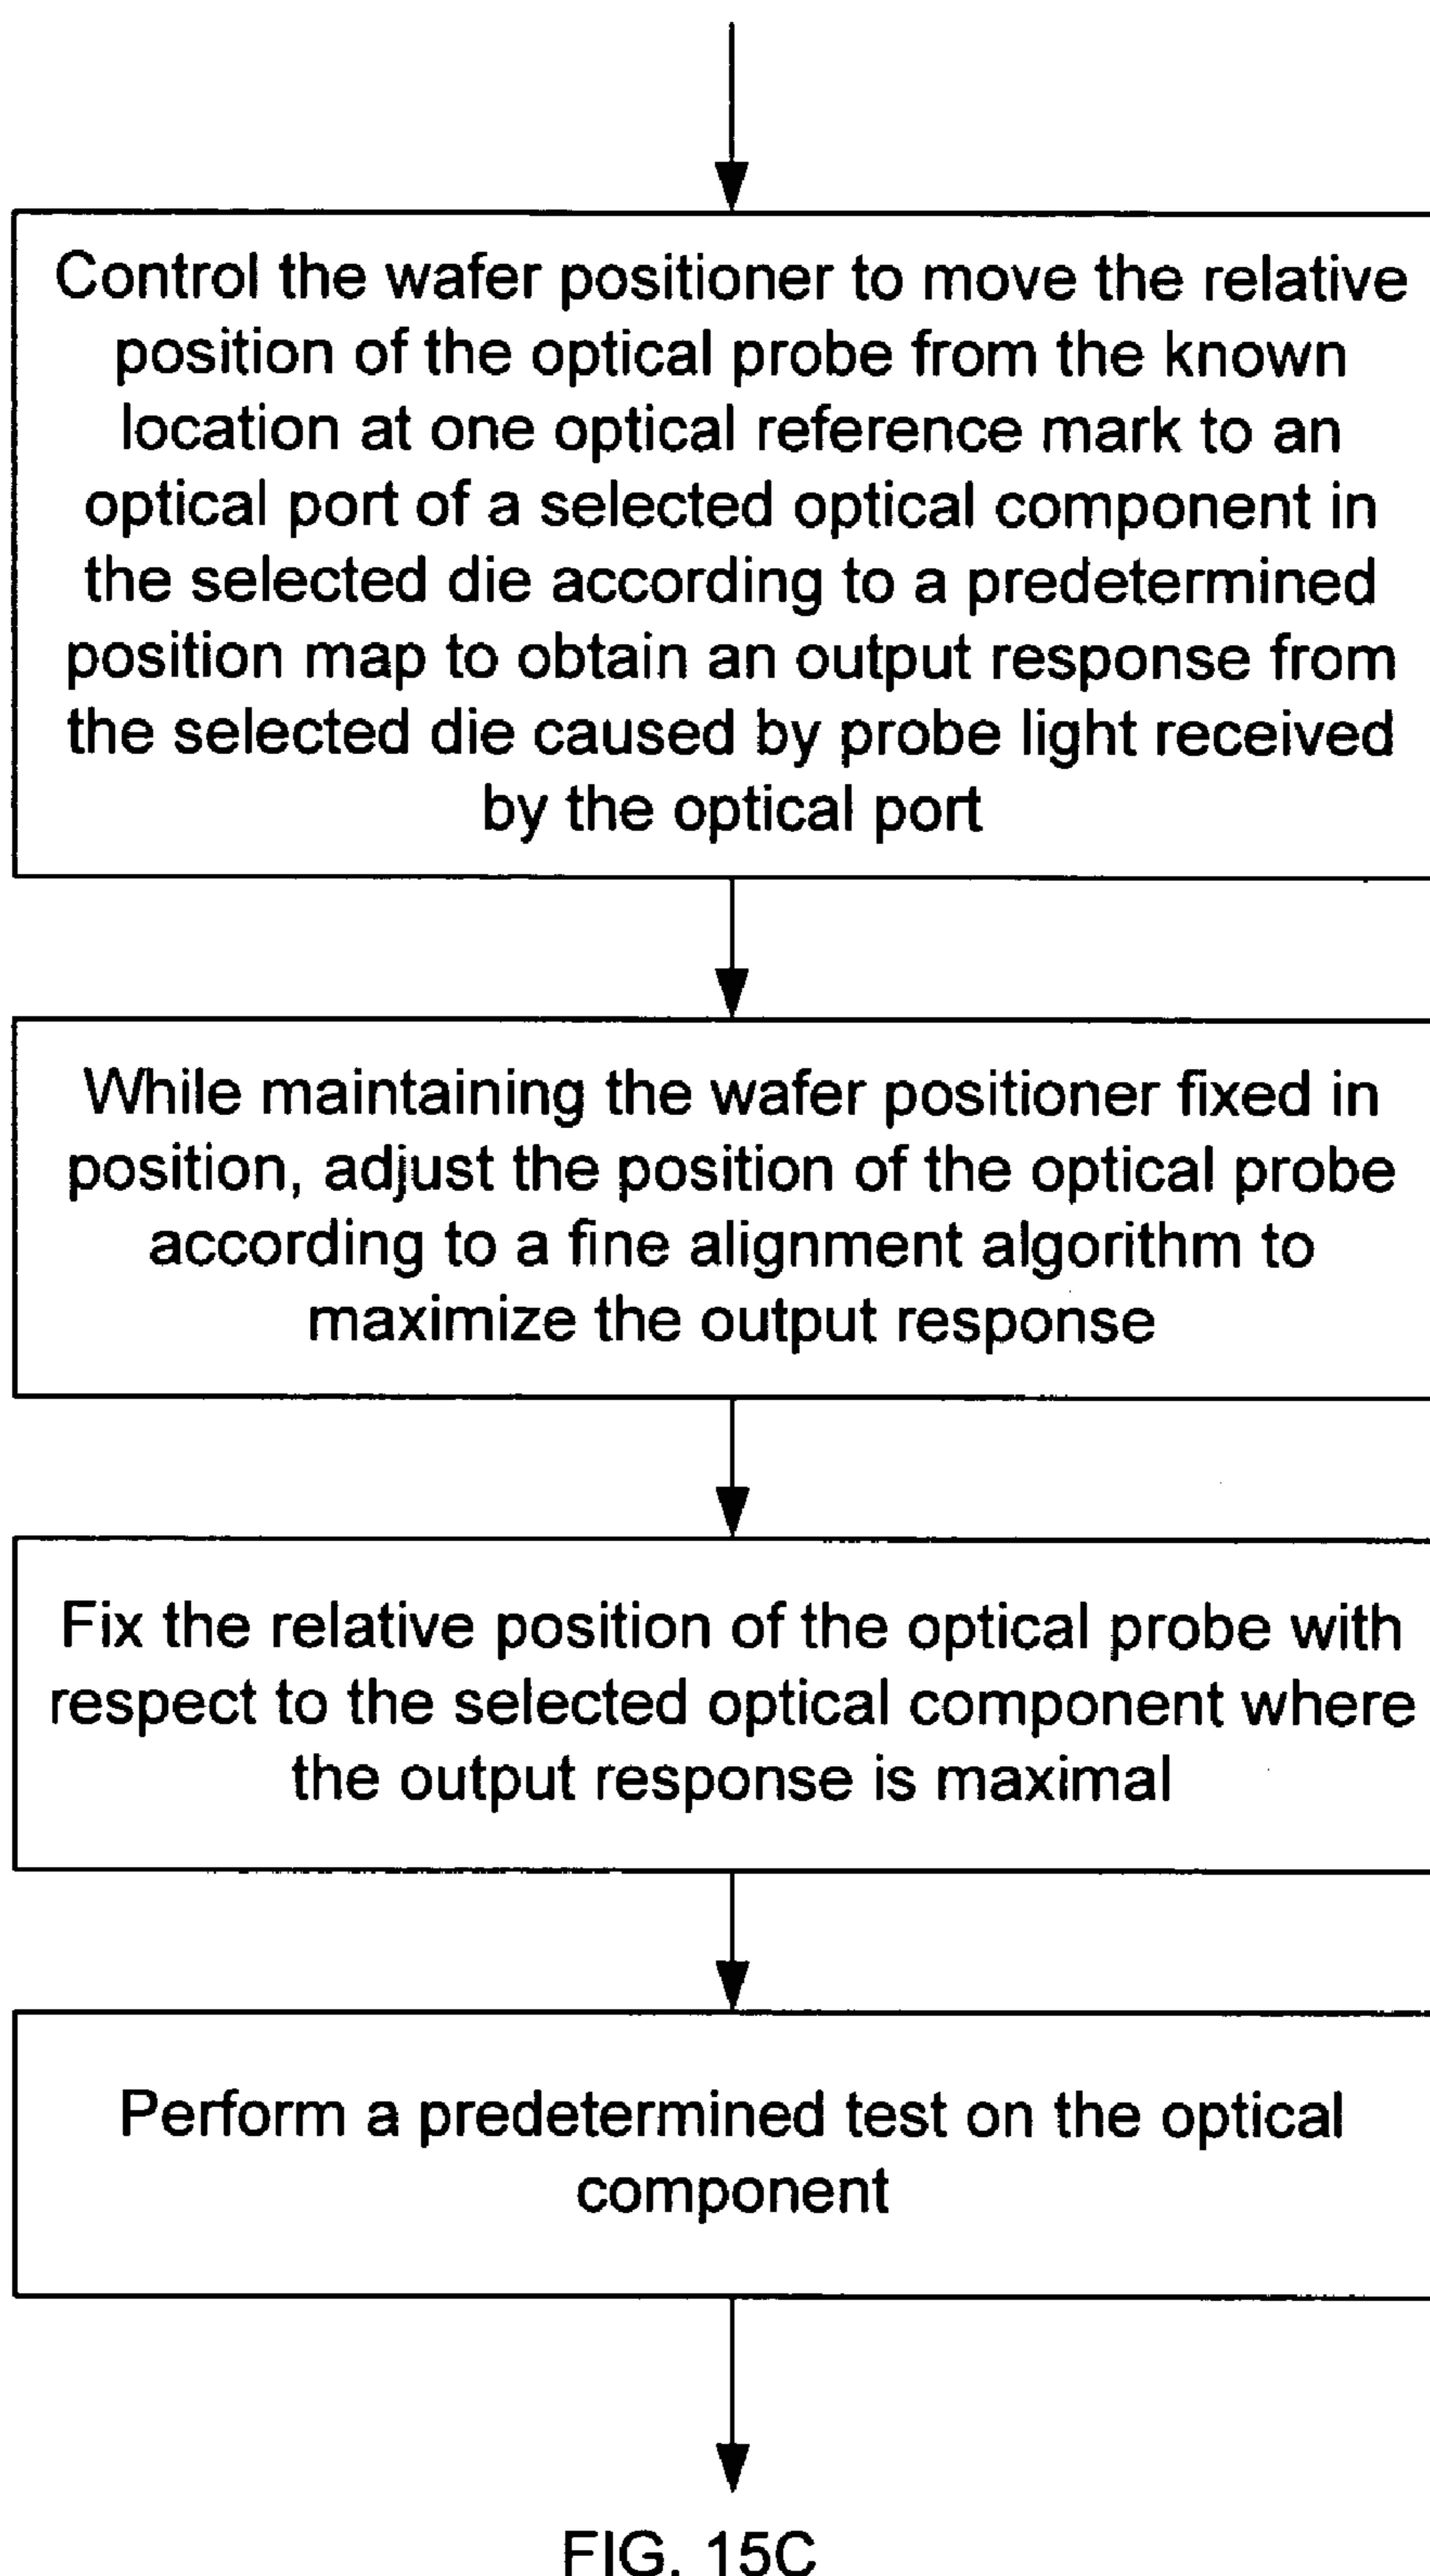 Control the wafer positioner to move the relative
position of the optical probe from the known
location at one optical reference mark to an
optical port of a selected optical component in
the selected die according to a predetermined
position map to obtain an output response from
the selected die caused by probe light received
by the optical port
While maintaining the wafer positioner fixed in
position, adjust the position of the optical probe
according to a fine alignment algorithm to
maximize the output response
Fix the relative position of the optical probe with
respect to the selected optical component where
the output response is maximal
Perform a predetermined test on the optical
component
FIG. 15C